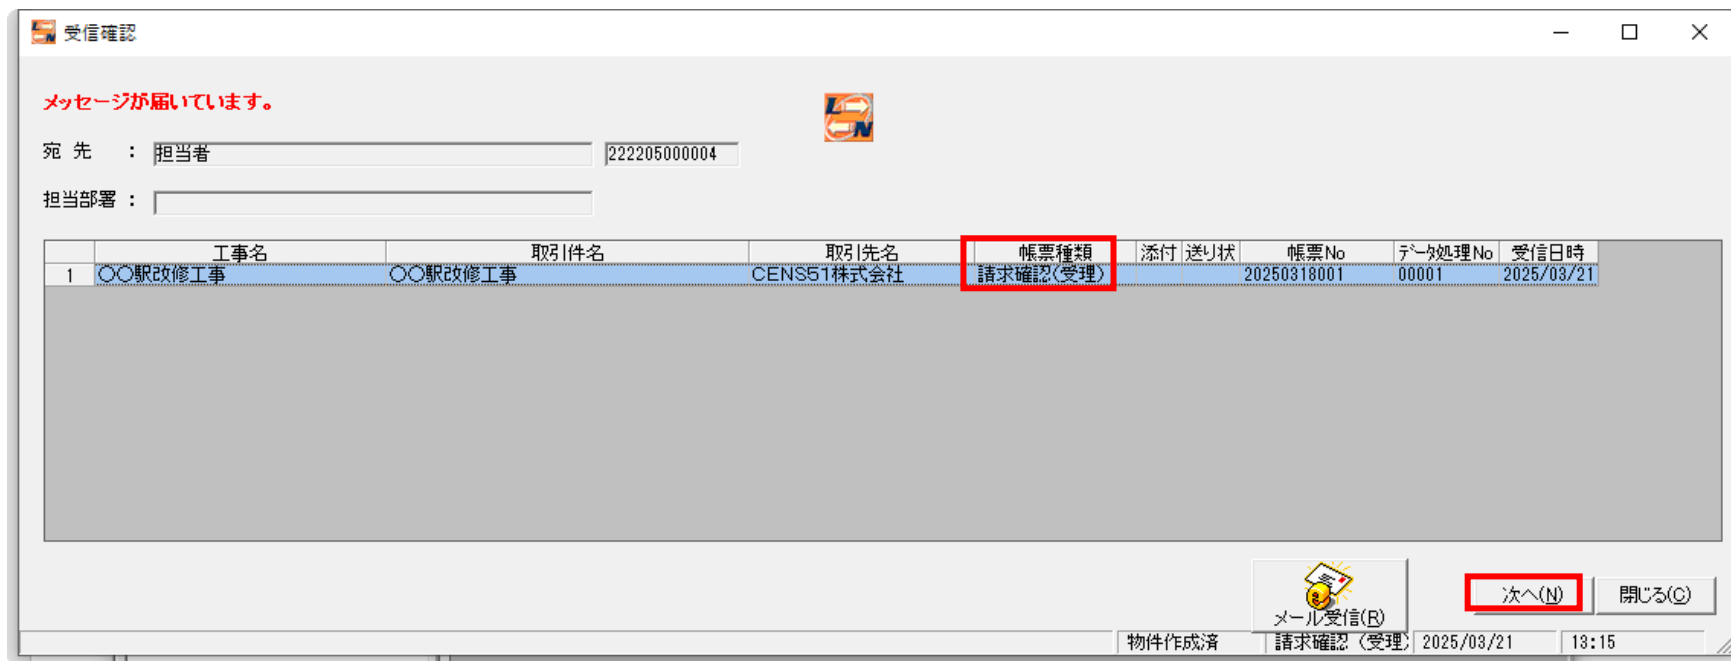 受信確認
メッセージが届いています。
宛 先 ： 担当者 222205000004
担当部署 ：
工事名 取引件名 取引先名 帳票種類 添付 送り状 帳票No データ処理No 受信日時
1 〇〇駅改修工事 〇〇駅改修工事 CENS51株式会社 請求確認(受理) 20250318001 00001 2025/03/21
メール受信(R) 次へ(N) 閉じる(C)
物件作成済 請求確認（受理） 2025/03/21 13:15